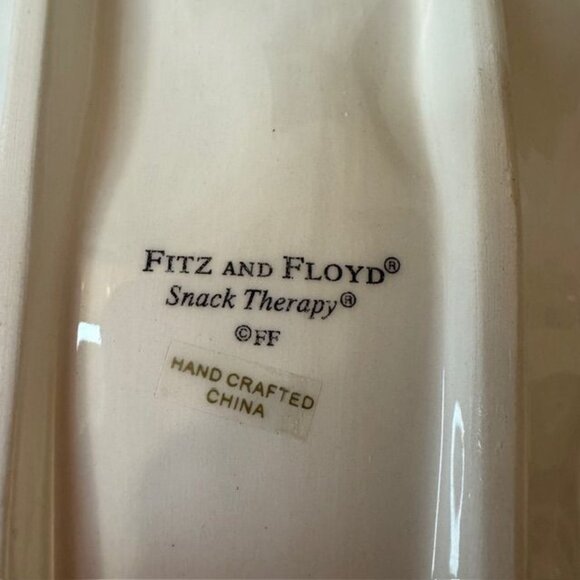 FITZ AND FLOYD®
Snack Therapy®
©FF
HAND CRAFTED
CHINA